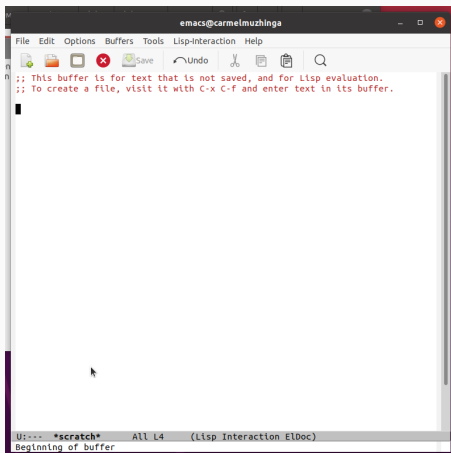 emacs@carmelmuzhinga
File Edit Options Buffers Tools Lisp-Interaction Help
Save Undo
;; This buffer is for text that is not saved, and for Lisp evaluation.
;; To create a file, visit it with C-x C-f and enter text in its buffer.
U:--- *scratch* All L4 (Lisp Interaction ElDoc)
Beginning of buffer